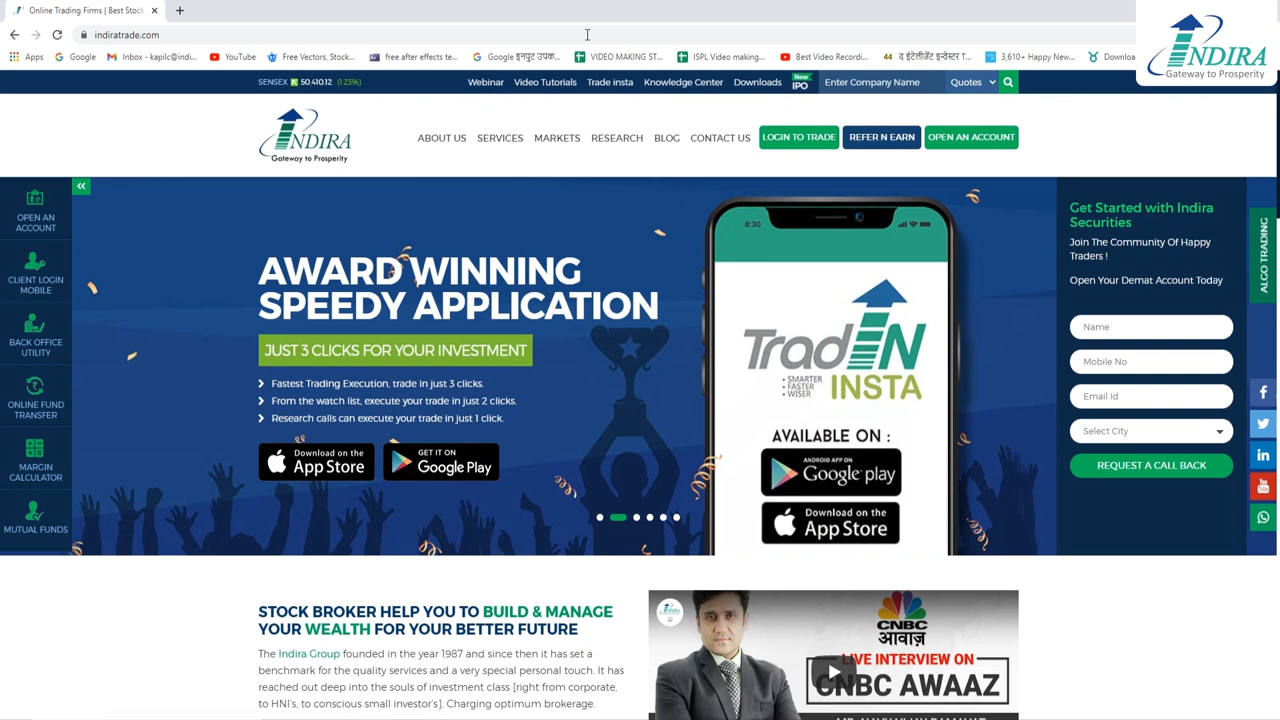 Online Trading Firms | Best Stock
indiratrade.com
INDIRA
Gateway to Prosperity
Apps
Google
Inbox - kapilc@indi...
YouTube
Free Vectors, Stock...
free after effects te...
Google इनपुट उपक...
VIDEO MAKING ST...
ISPL Video making...
Best Video Recordi...
44 द इंटेलीजेंट इन्वेस्टर T...
3,610+ Happy New...
Downloa
SENSEX 50,410.12 (1.23%)
Webinar
Video Tutorials
Trade insta
Knowledge Center
Downloads
New
IPO
Enter Company Name
Quotes
INDIRA
Gateway to Prosperity
ABOUT US
SERVICES
MARKETS
RESEARCH
BLOG
CONTACT US
LOGIN TO TRADE
REFER N EARN
OPEN AN ACCOUNT
OPEN AN
ACCOUNT
CLIENT LOGIN
MOBILE
BACK OFFICE
UTILITY
ONLINE FUND
TRANSFER
MARGIN
CALCULATOR
MUTUAL FUNDS
AWARD WINNING
SPEEDY APPLICATION
JUST 3 CLICKS FOR YOUR INVESTMENT
Fastest Trading Execution, trade in just 3 clicks.
From the watch list, execute your trade in just 2 clicks.
Research calls can execute your trade in just 1 click.
Download on the
App Store
GET IT ON
Google Play
8:30
TradIN
SMARTER
FASTER
WISER
INSTA
AVAILABLE ON :
ANDROID APP ON
Google play
Download on the
App Store
Get Started with Indira
Securities
Join The Community Of Happy
Traders !
Open Your Demat Account Today
Name
Mobile No
Email Id
Select City
REQUEST A CALL BACK
ALGO TRADING
STOCK BROKER HELP YOU TO BUILD & MANAGE
YOUR WEALTH FOR YOUR BETTER FUTURE
The Indira Group founded in the year 1987 and since then it has set a
benchmark for the quality services and a very special personal touch. It has
reached out deep into the souls of investment class [right from corporate,
to HNI's, to conscious small investor's]. Charging optimum brokerage.
CNBC
आवाज़
LIVE INTERVIEW ON
CNBC AWAAZ